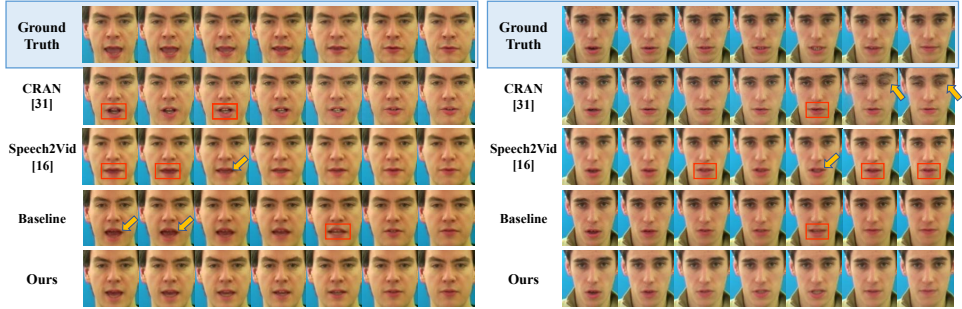 Ground
Truth
CRAN
[31]
Speech2Vid
[16]
Baseline
Ours
Ground
Truth
CRAN
[31]
Speech2Vid
[16]
Baseline
Ours